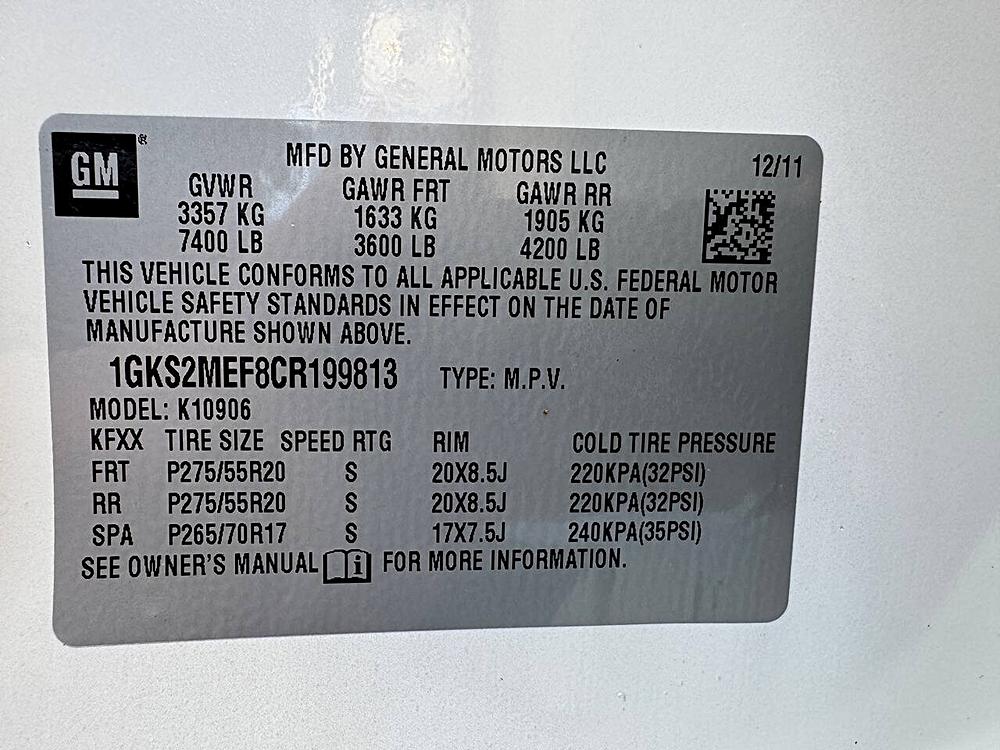 GM ®
MFD BY GENERAL MOTORS LLC 12/11
GVWR GAWR FRT GAWR RR
3357 KG 1633 KG 1905 KG
7400 LB 3600 LB 4200 LB
THIS VEHICLE CONFORMS TO ALL APPLICABLE U.S. FEDERAL MOTOR
VEHICLE SAFETY STANDARDS IN EFFECT ON THE DATE OF
MANUFACTURE SHOWN ABOVE.
1GKS2MEF8CR199813 TYPE: M.P.V.
MODEL: K10906
KFXX TIRE SIZE SPEED RTG RIM COLD TIRE PRESSURE
FRT P275/55R20 S 20X8.5J 220KPA(32PSI)
RR P275/55R20 S 20X8.5J 220KPA(32PSI)
SPA P265/70R17 S 17X7.5J 240KPA(35PSI)
SEE OWNER'S MANUAL i FOR MORE INFORMATION.